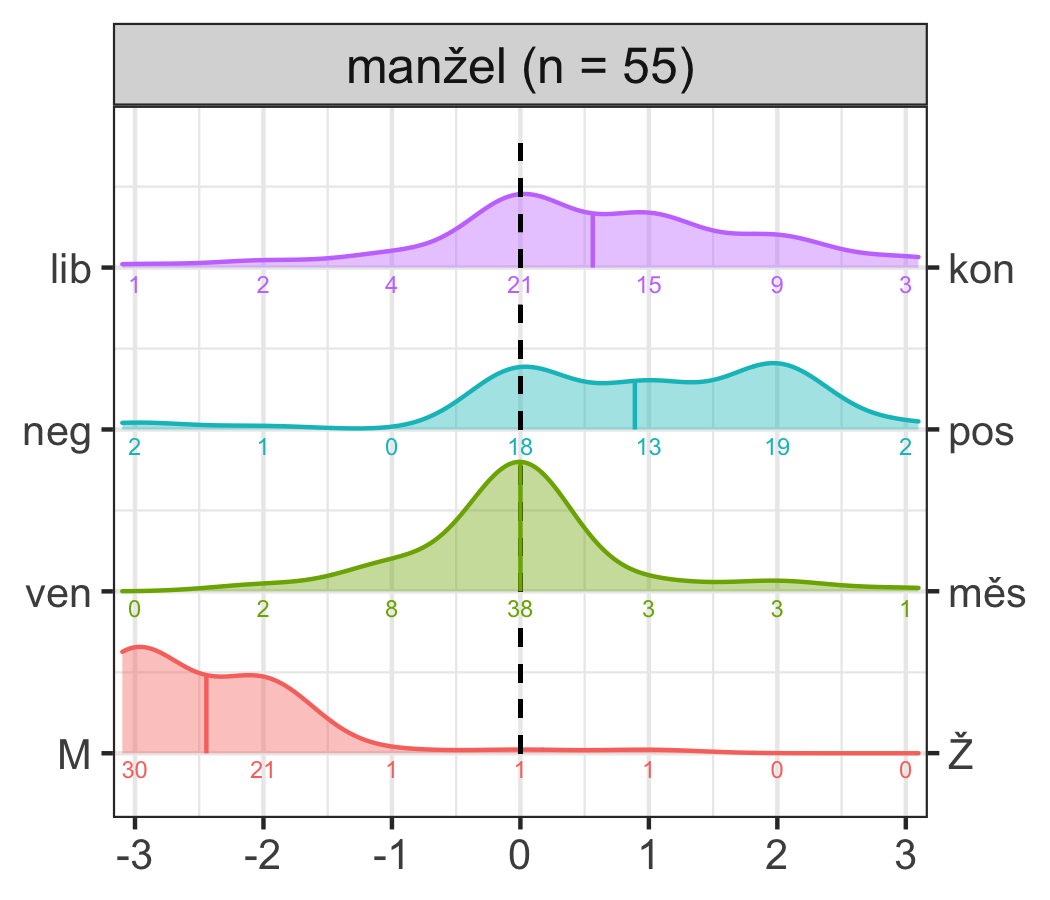 manžel (n = 55)
lib kon
1 2 4 21 15 9 3
neg pos
2 1 0 18 13 19 2
ven měs
0 2 8 38 3 3 1
M Ž
30 21 1 1 1 0 0
-3 -2 -1 0 1 2 3